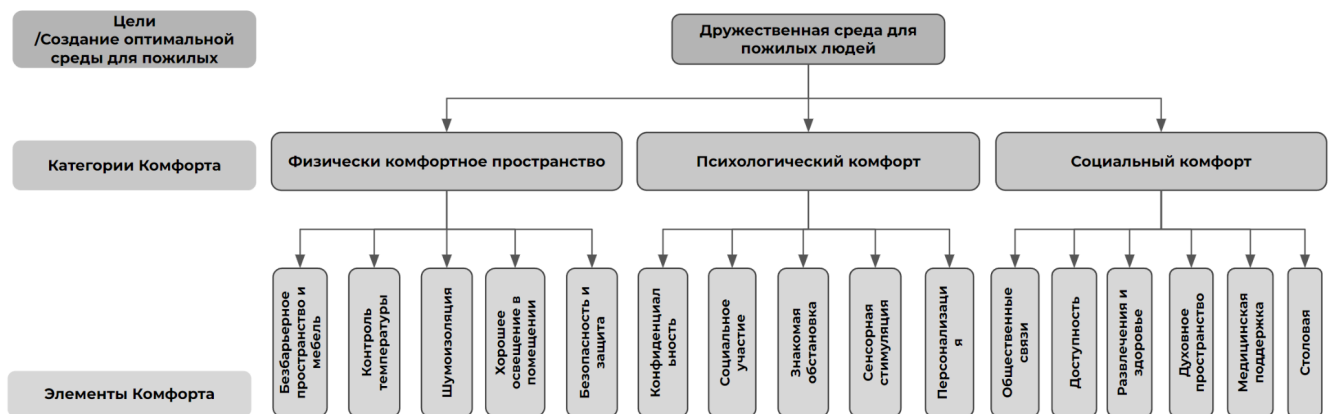 Цели
/Создание оптимальной
среды для пожилых
Дружественная среда для
пожилых людей
Категории Комфорта
Физически комфортное пространство
Психологический комфорт
Социальный комфорт
Элементы Комфорта
Безбарьерное
пространство и
мебель
Контроль
температуры
Шумоизоляция
Хорошее
освещение в
помещении
Безопасность и
защита
Конфиденциал
ьность
Социальное
участие
Знакомая
обстановка
Сенсорная
стимуляция
Персонализаци
я
Общественные
связи
Доступность
Развлечения и
здоровье
Духовное
пространство
Медицинская
поддержка
Столовая